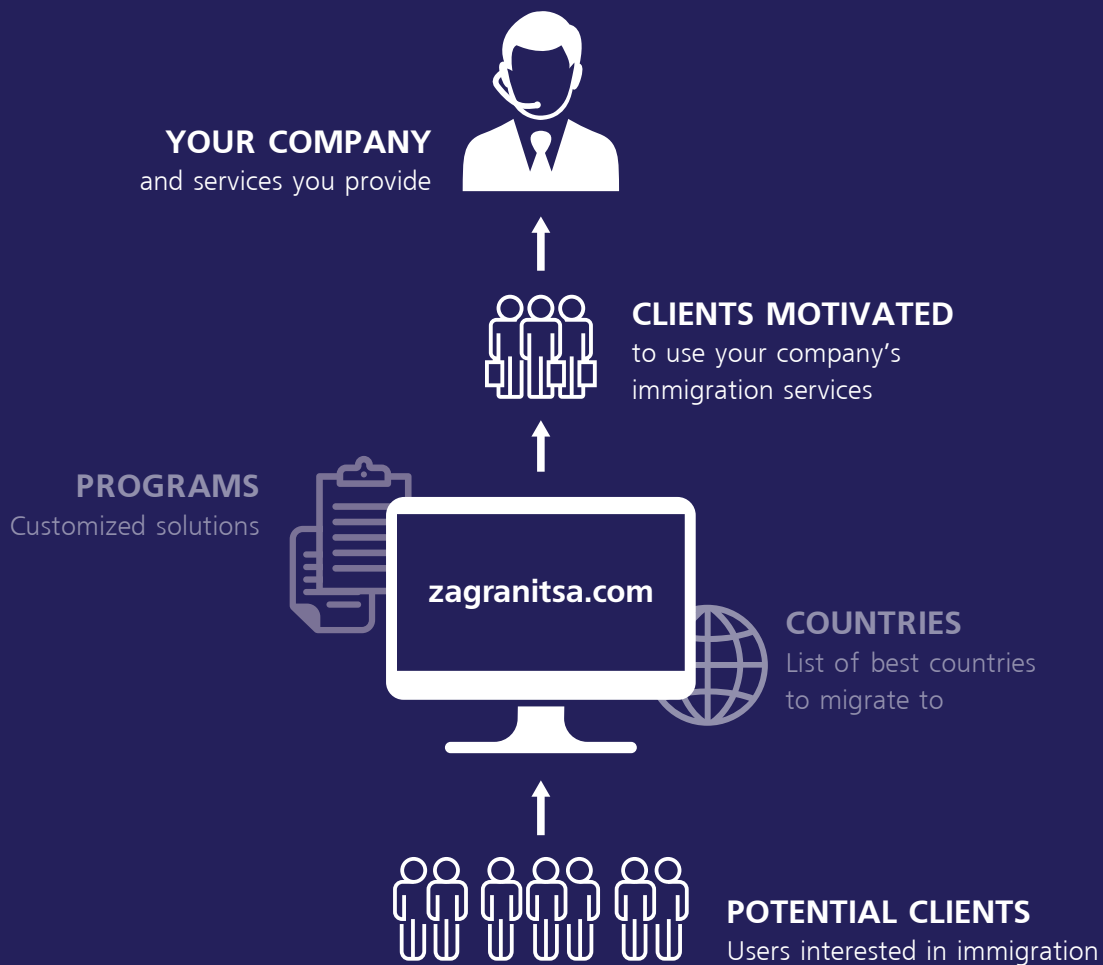 YOUR COMPANY
and services you provide
CLIENTS MOTIVATED
to use your company's
immigration services
PROGRAMS
Customized solutions
zagranitsa.com
COUNTRIES
List of best countries
to migrate to
POTENTIAL CLIENTS
Users interested in immigration